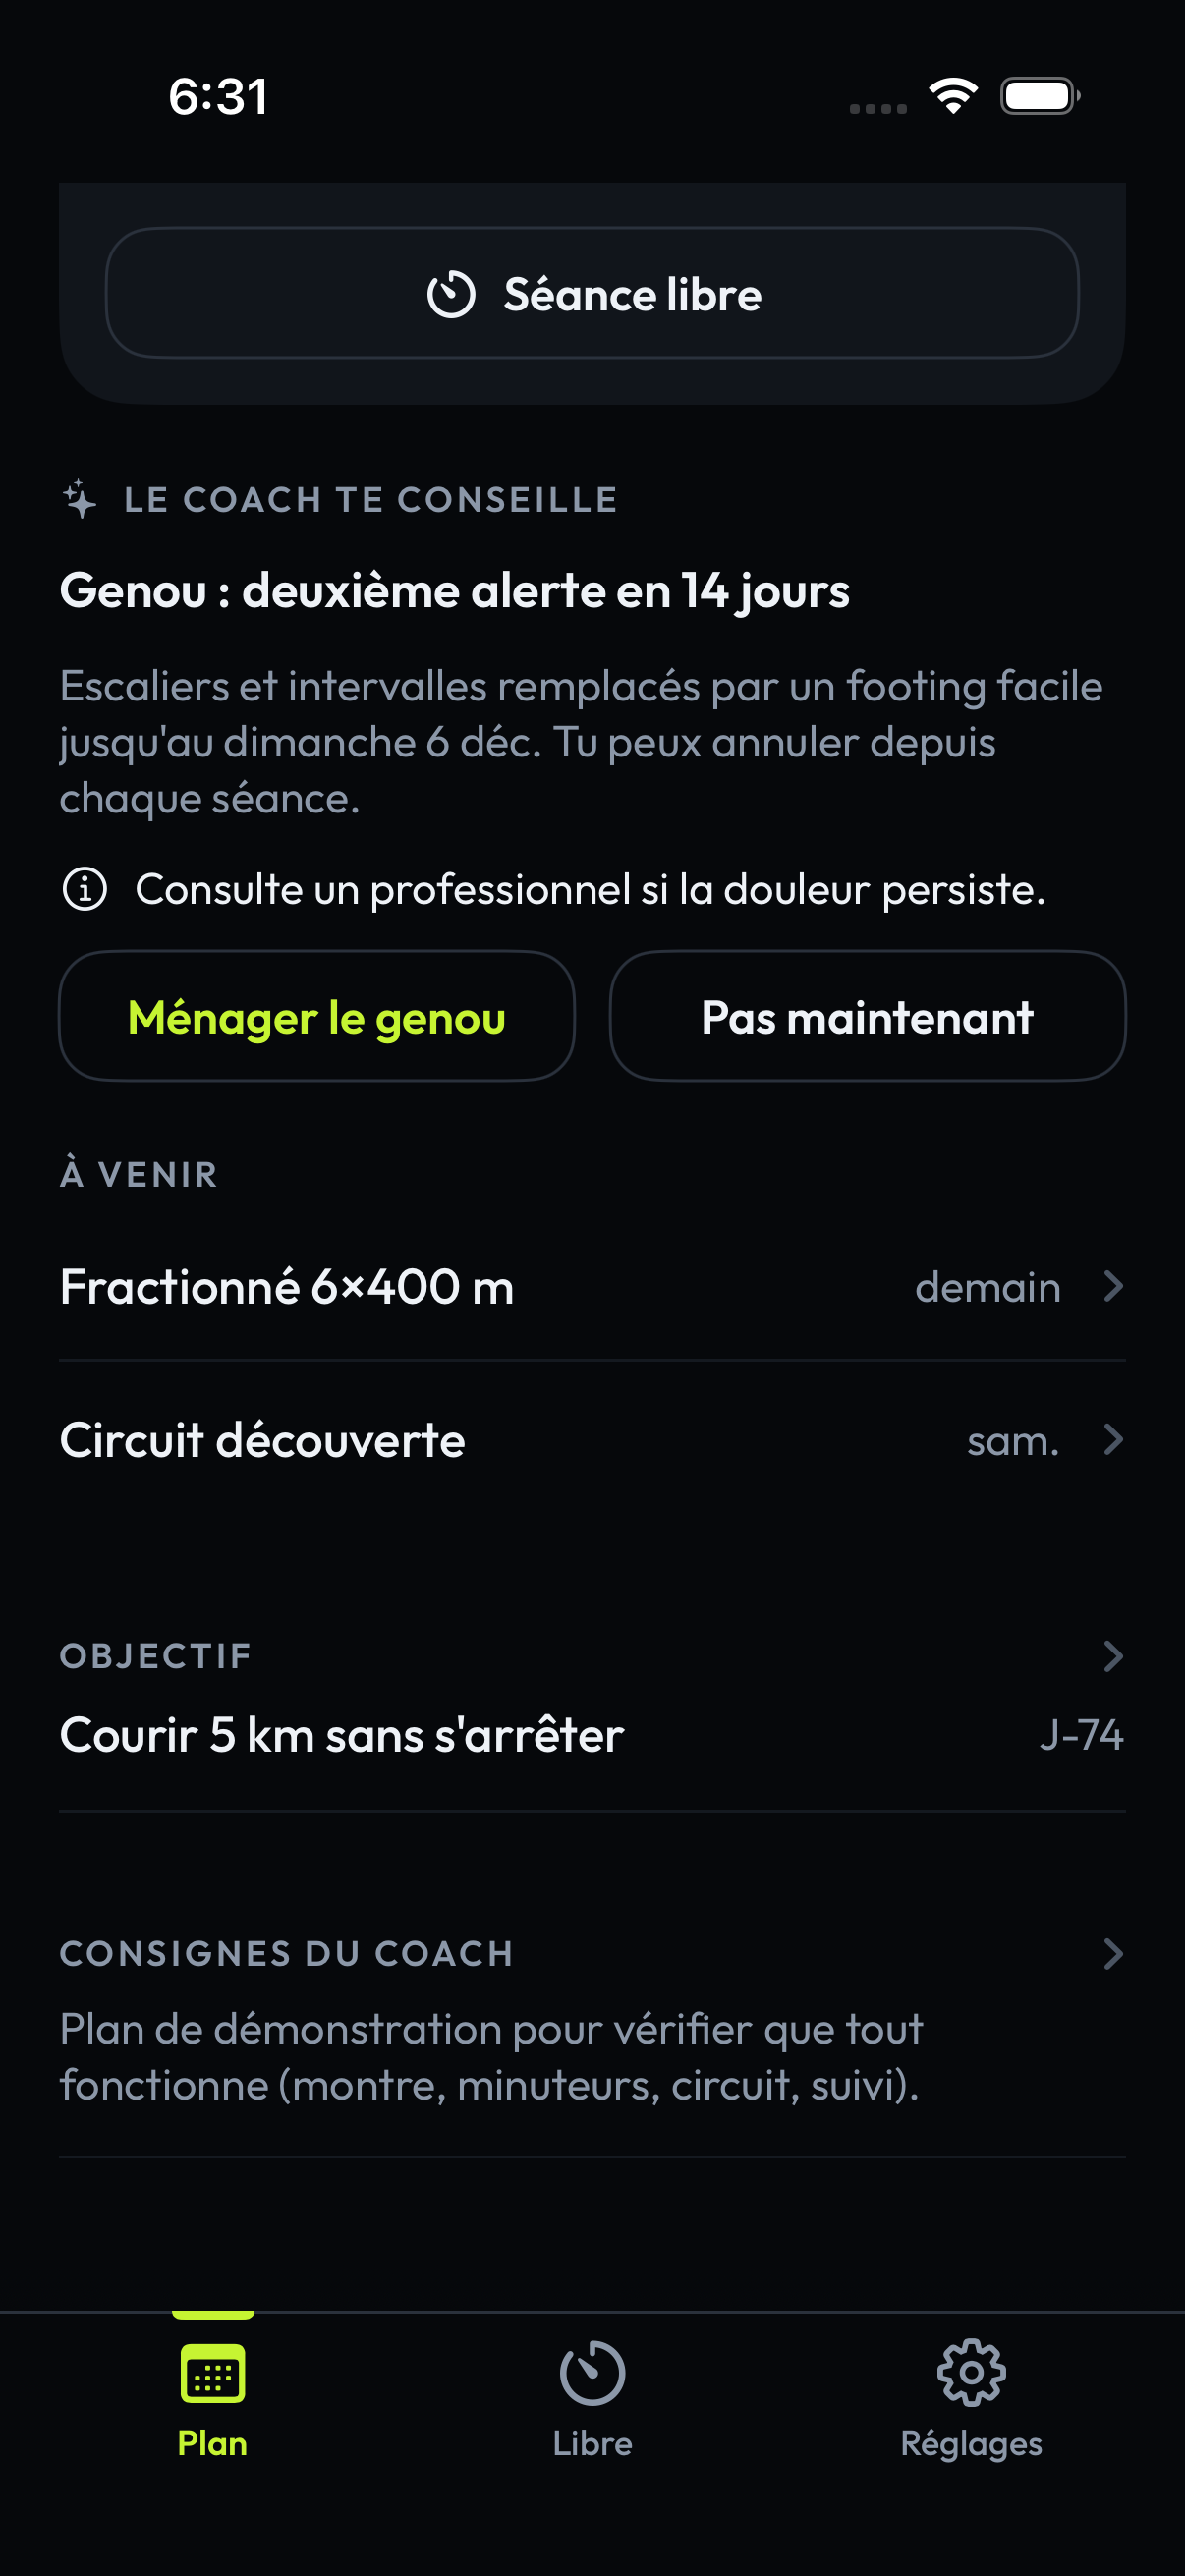 6:31
Séance libre
LE COACH TE CONSEILLE
Genou : deuxième alerte en 14 jours
Escaliers et intervalles remplacés par un footing facile
jusqu'au dimanche 6 déc. Tu peux annuler depuis
chaque séance.
Consulte un professionnel si la douleur persiste.
Ménager le genou
Pas maintenant
À VENIR
Fractionné 6×400 m
demain
Circuit découverte
sam.
OBJECTIF
Courir 5 km sans s'arrêter
J-74
CONSIGNES DU COACH
Plan de démonstration pour vérifier que tout
fonctionne (montre, minuteurs, circuit, suivi).
Plan
Libre
Réglages